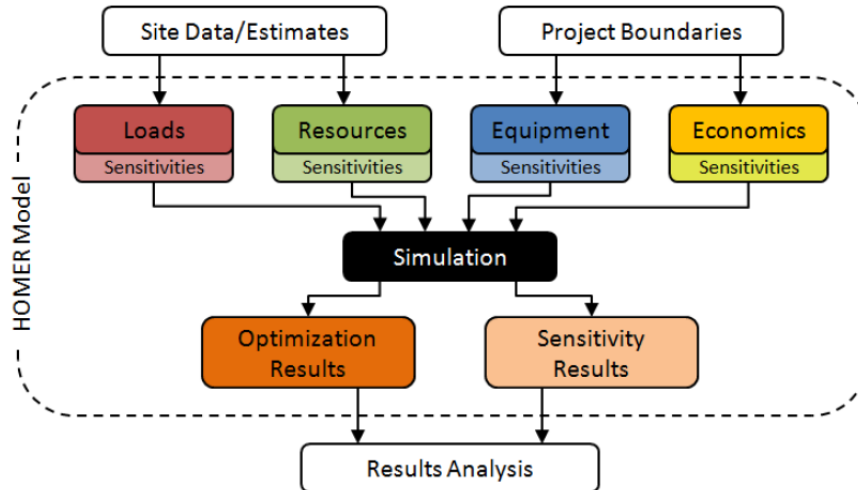 Site Data/Estimates
Project Boundaries
Loads
Sensitivities
Resources
Sensitivities
Equipment
Sensitivities
Economics
Sensitivities
HOMER Model
Simulation
Optimization
Results
Sensitivity
Results
Results Analysis